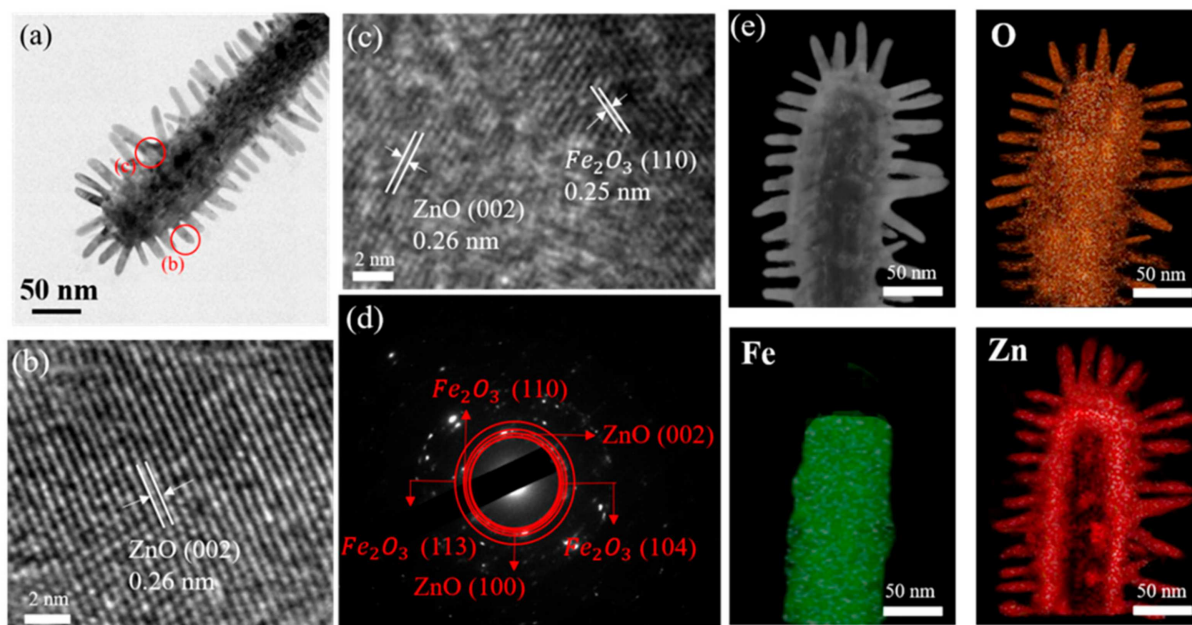 (a)
(c)
(b)
50 nm
(b)
ZnO (002)
0.26 nm
2 nm
(c)
Fe₂O₃ (110)
0.25 nm
ZnO (002)
0.26 nm
2 nm
(d)
Fe₂O₃ (110)
ZnO (002)
Fe₂O₃ (113)
Fe₂O₃ (104)
ZnO (100)
(e)
50 nm
O
50 nm
Fe
50 nm
Zn
50 nm